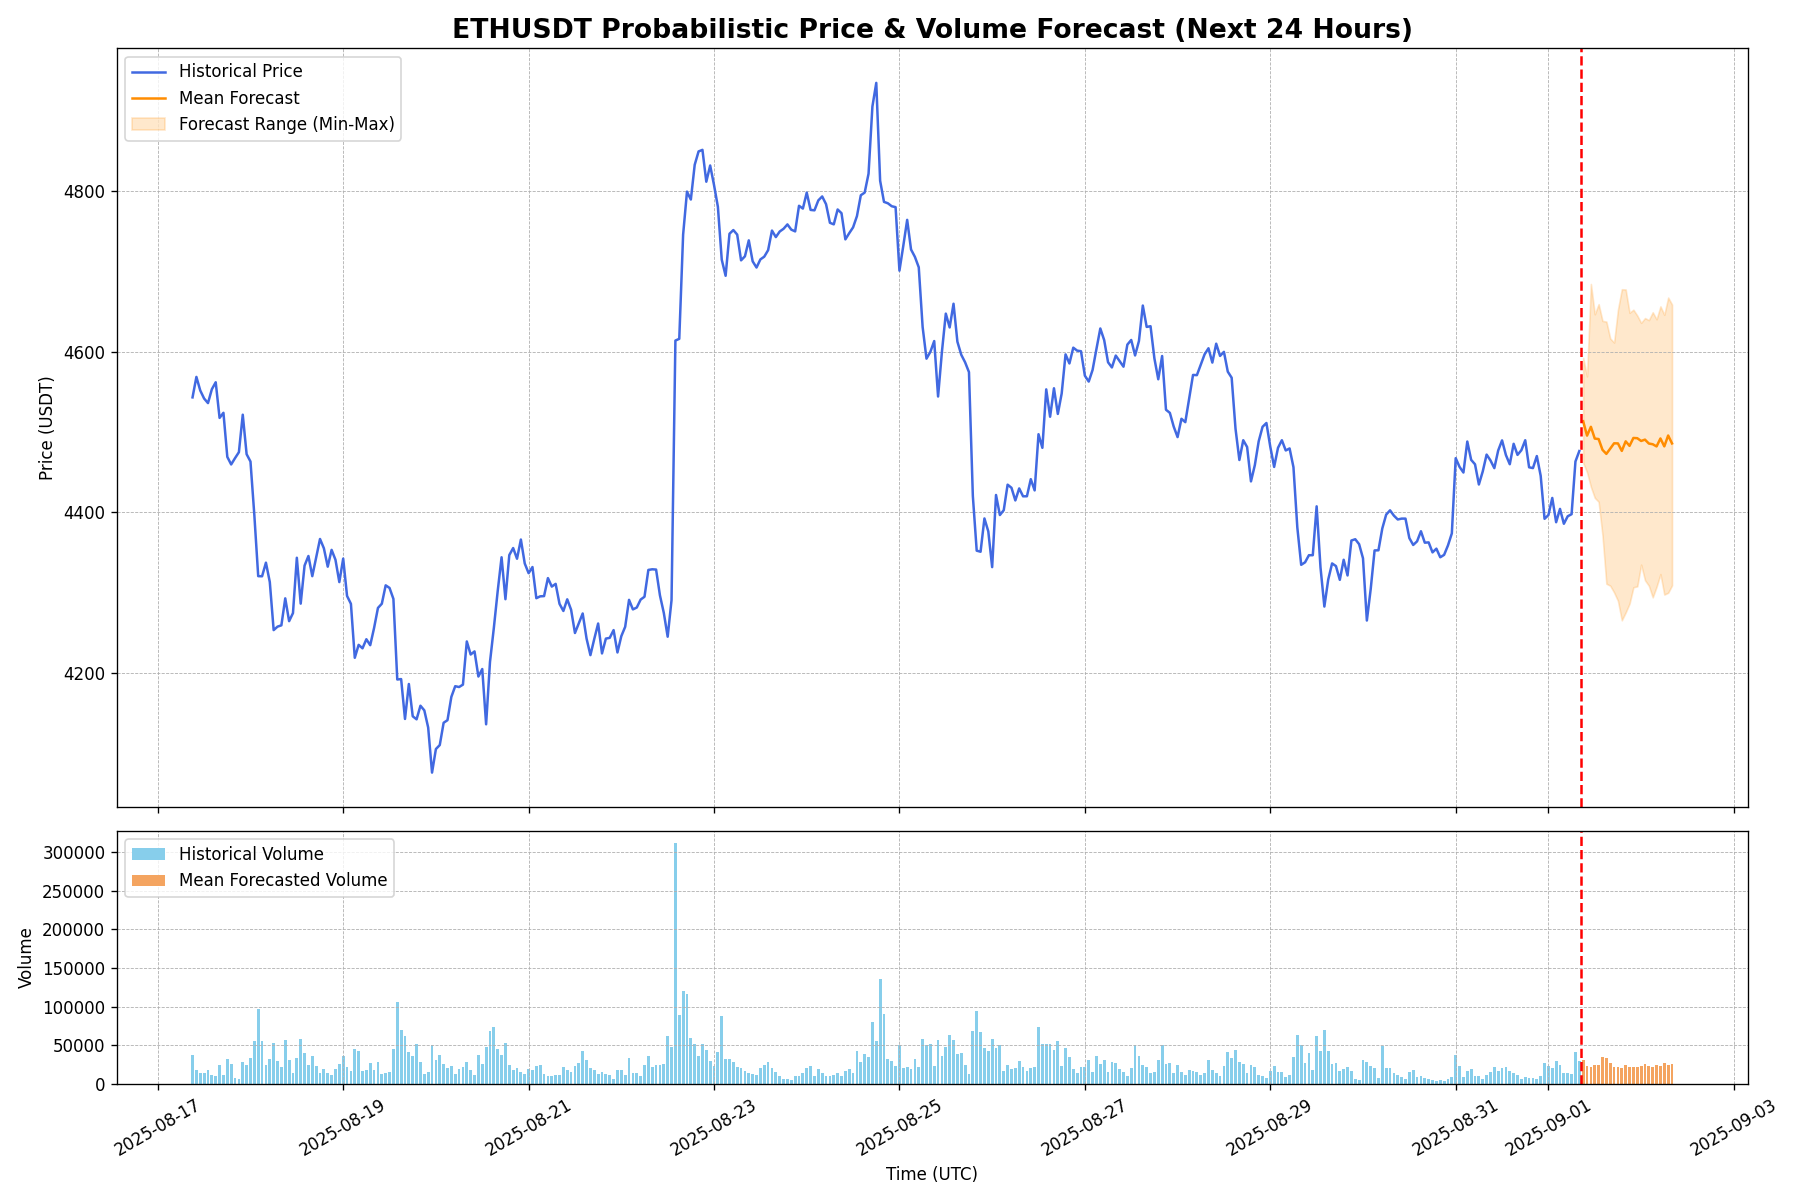 ETHUSDT Probabilistic Price & Volume Forecast (Next 24 Hours)
Historical Price
Mean Forecast
Forecast Range (Min-Max)
Price (USDT)
4800
4600
4400
4200
Historical Volume
Mean Forecasted Volume
Volume
300000
250000
200000
150000
100000
50000
0
2025-08-17
2025-08-19
2025-08-21
2025-08-23
2025-08-25
2025-08-27
2025-08-29
2025-08-31
2025-09-01
2025-09-03
Time (UTC)